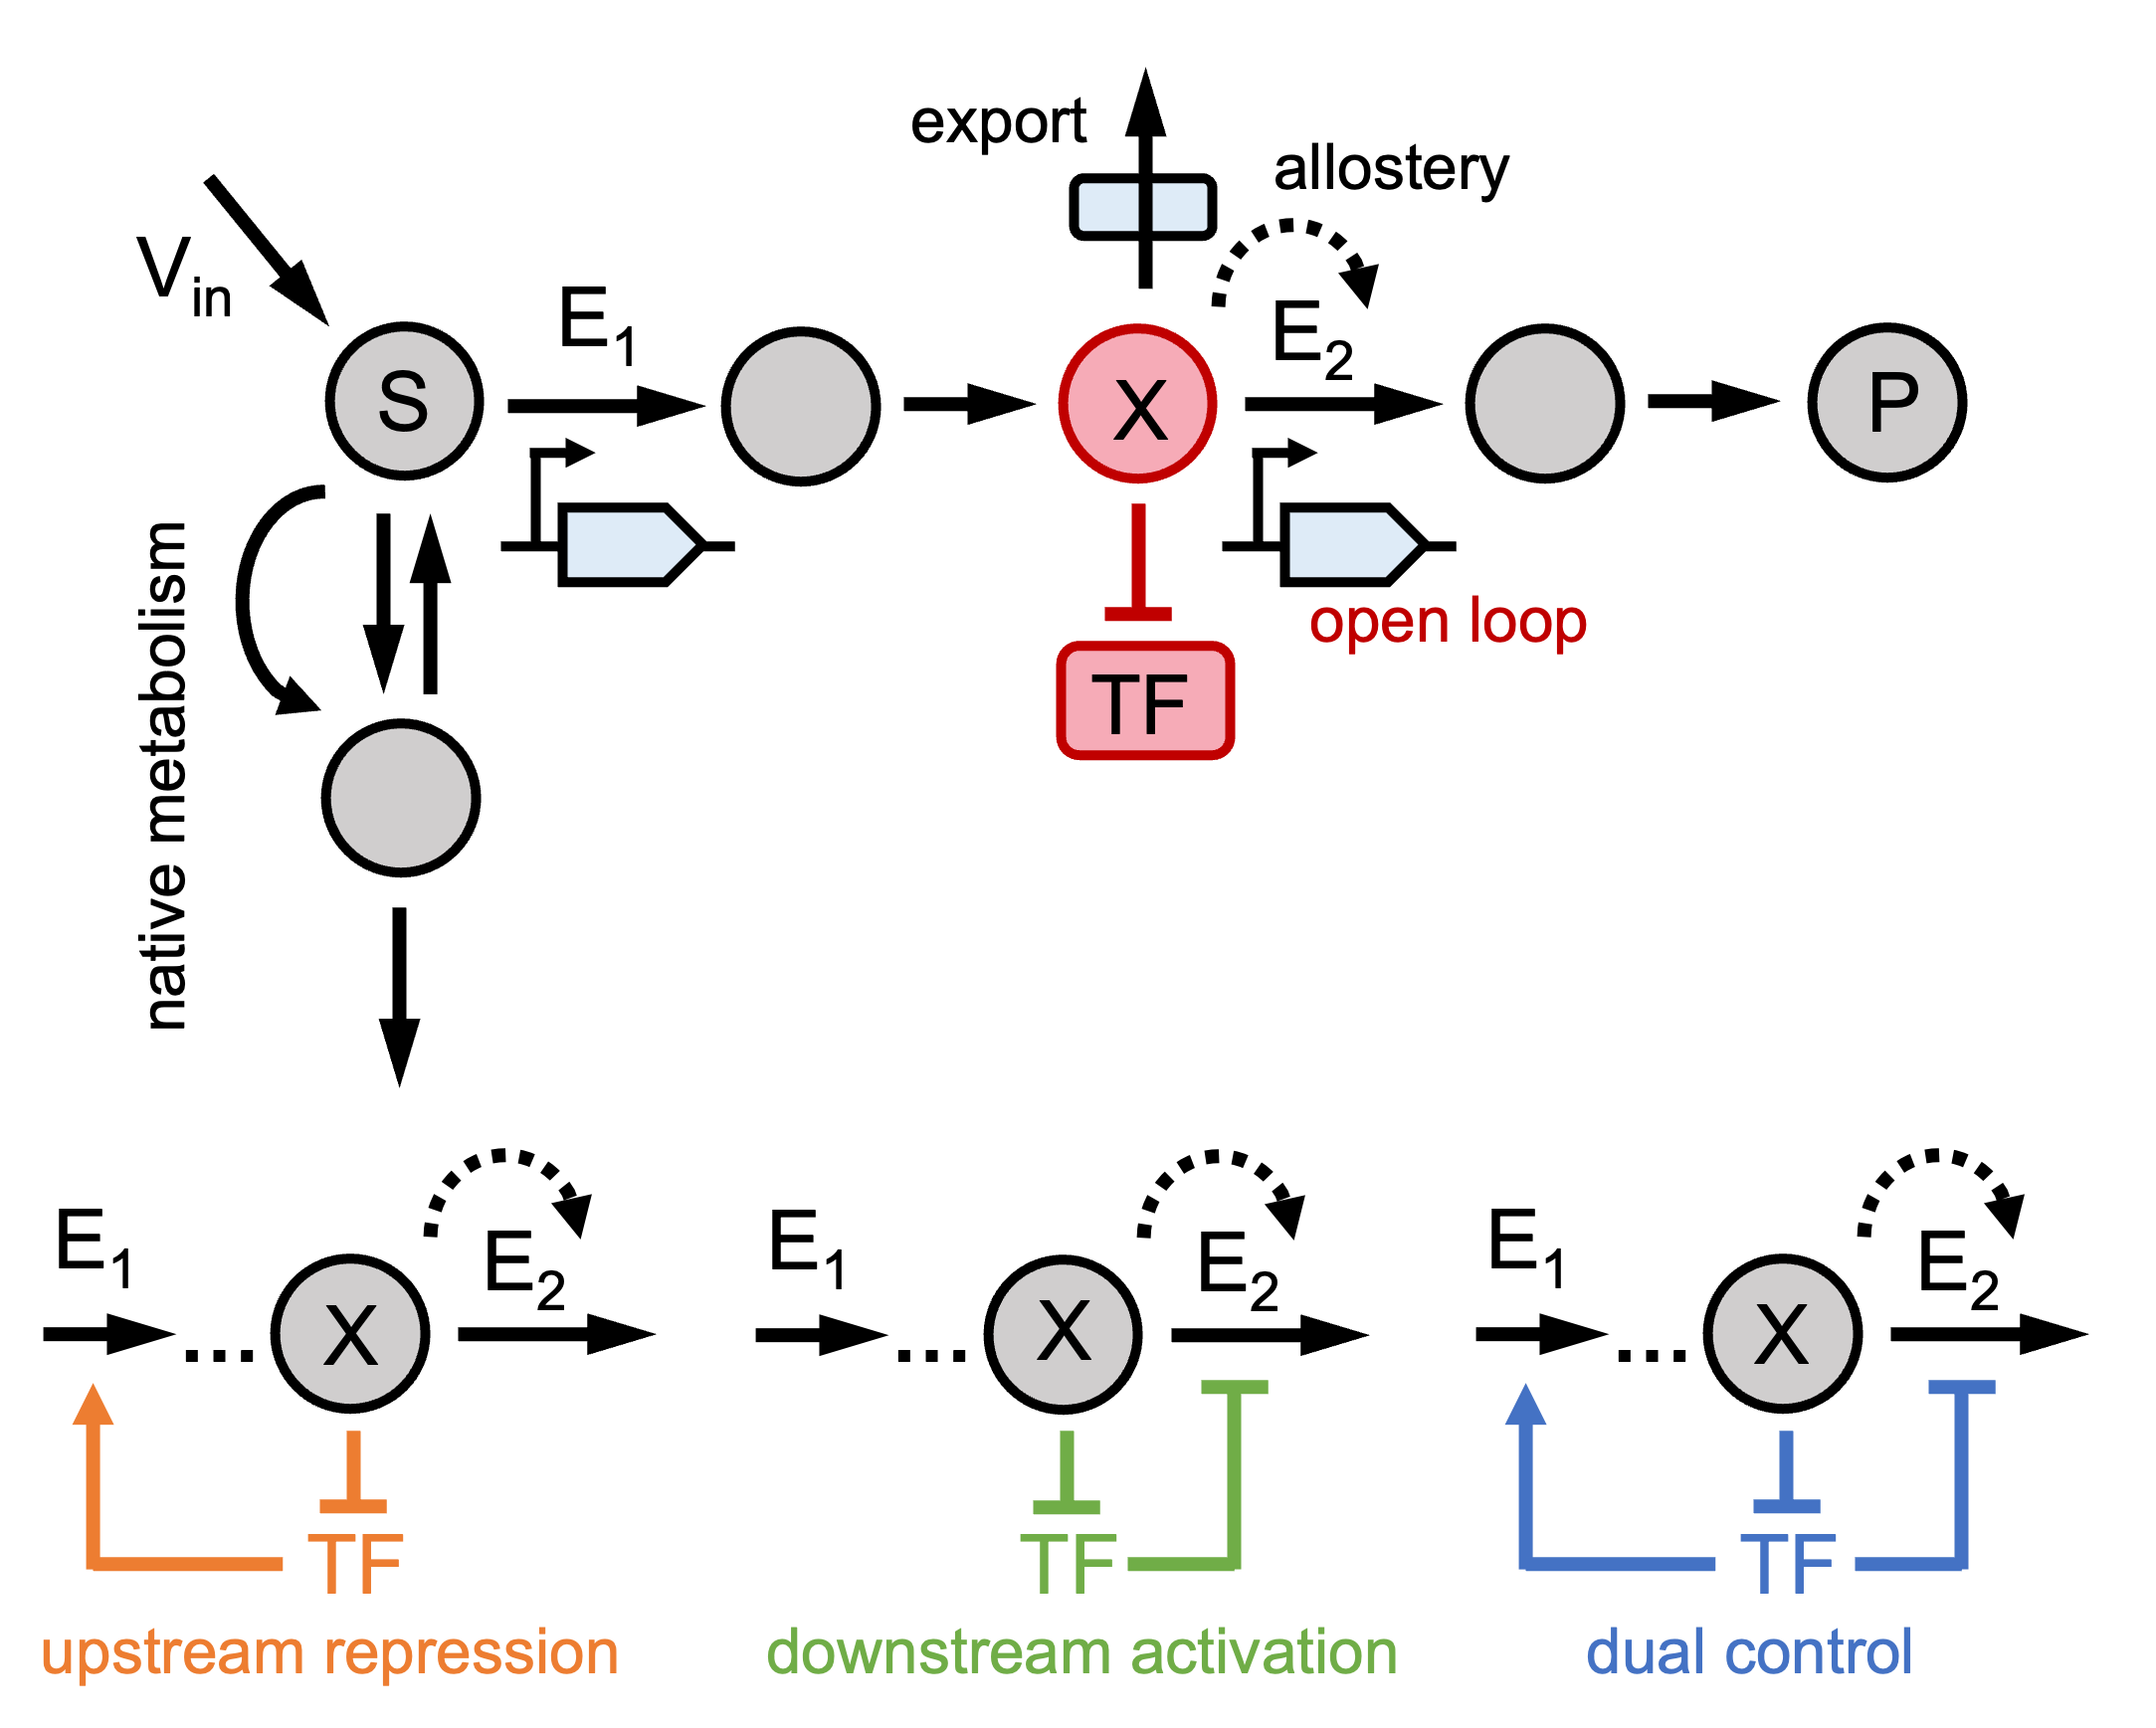 export
allostery
Vin
E1
E2
S
X
P
open loop
TF
native metabolism
E1
E2
E1
E2
E1
E2
... X
... X
... X
TF
TF
TF
upstream repression
downstream activation
dual control